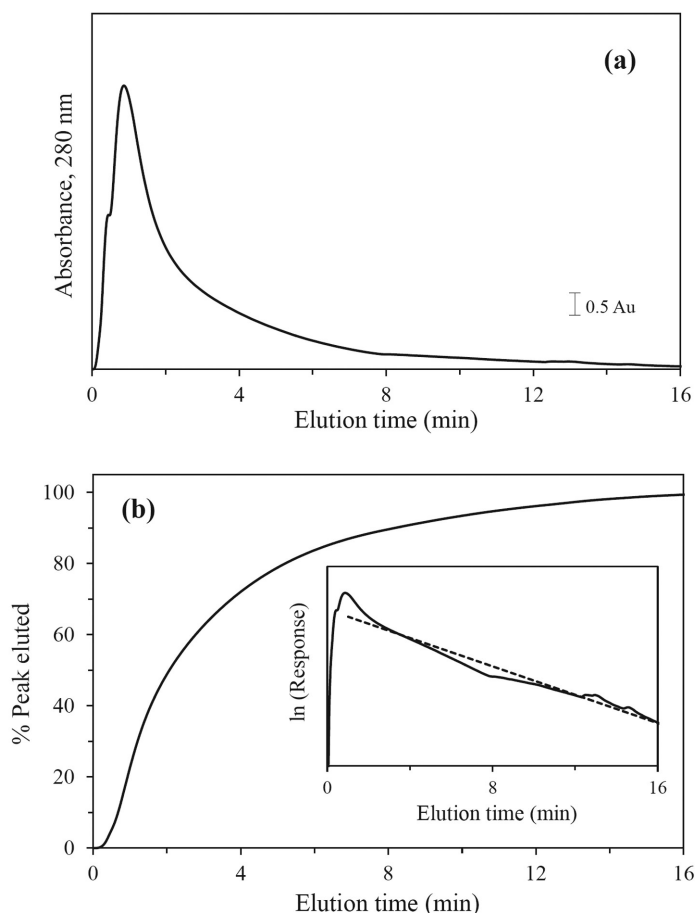 (a)
Absorbance, 280 nm
0.5 Au
0 4 8 12 16
Elution time (min)
(b)
100
80
60
40
20
0
% Peak eluted
ln (Response)
0 8 16
Elution time (min)
0 4 8 12 16
Elution time (min)